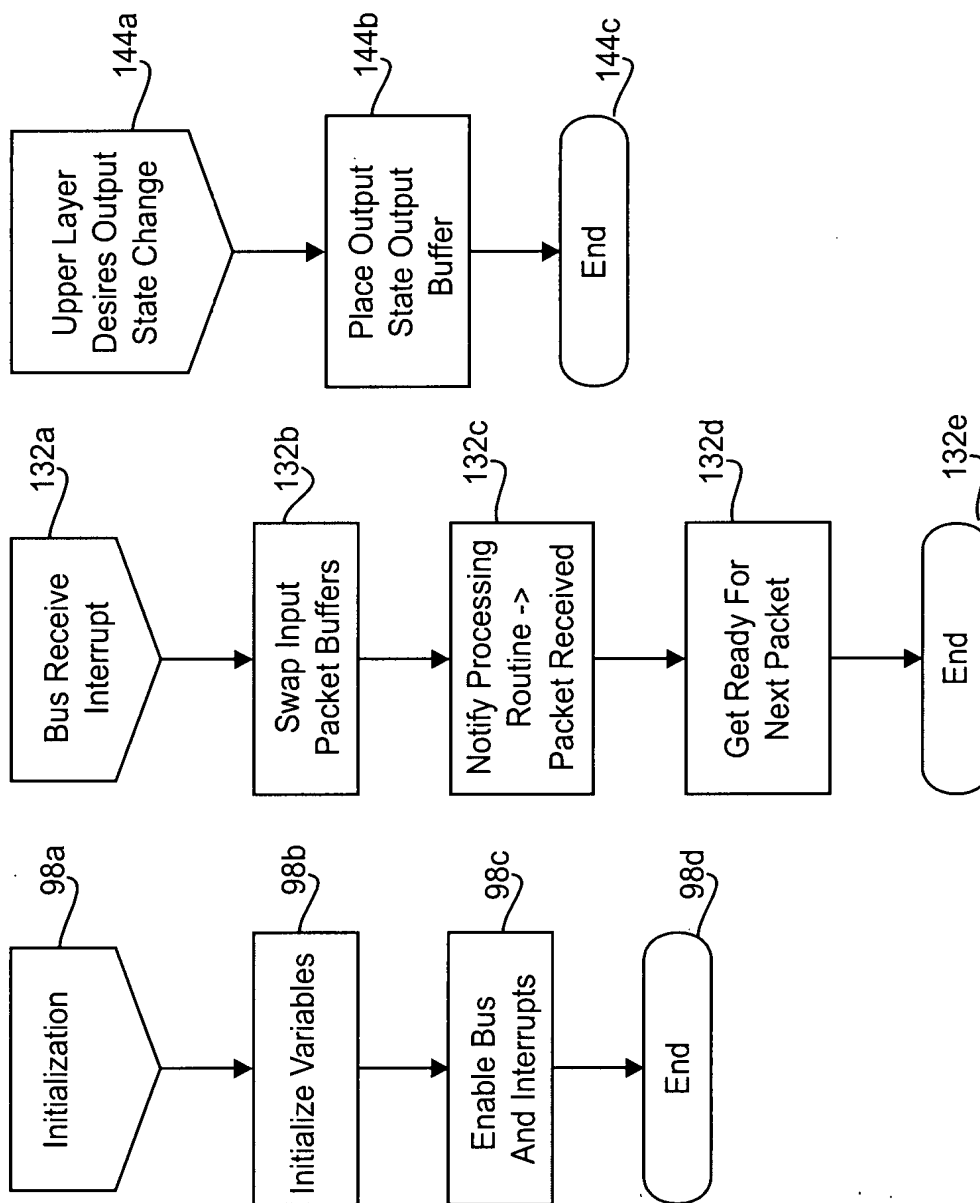 98a
Initialization
98b
Initialize Variables
98c
Enable Bus
And Interrupts
98d
End
132a
Bus Receive
Interrupt
132b
Swap Input
Packet Buffers
132c
Notify Processing
Routine ->
Packet Received
132d
Get Ready For
Next Packet
132e
End
144a
Upper Layer
Desires Output
State Change
144b
Place Output
State Output
Buffer
144c
End